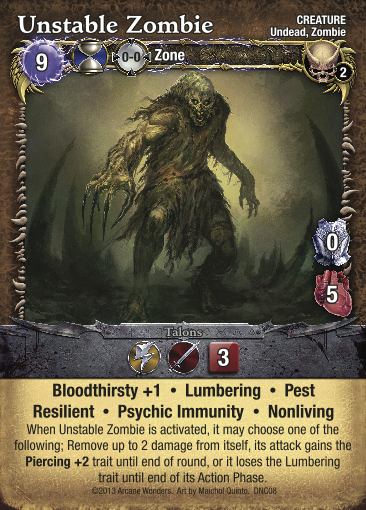 Unstable Zombie
CREATURE
Undead, Zombie
9
0-0
Zone
2
0
5
Talons
3
Bloodthirsty +1 • Lumbering • Pest
Resilient • Psychic Immunity • Nonliving
When Unstable Zombie is activated, it may choose one of the
following; Remove up to 2 damage from itself, its attack gains the
Piercing +2 trait until end of round, or it loses the Lumbering
trait until end of its Action Phase.
©2013 Arcane Wonders. Art by Maichol Quinto. DNC08